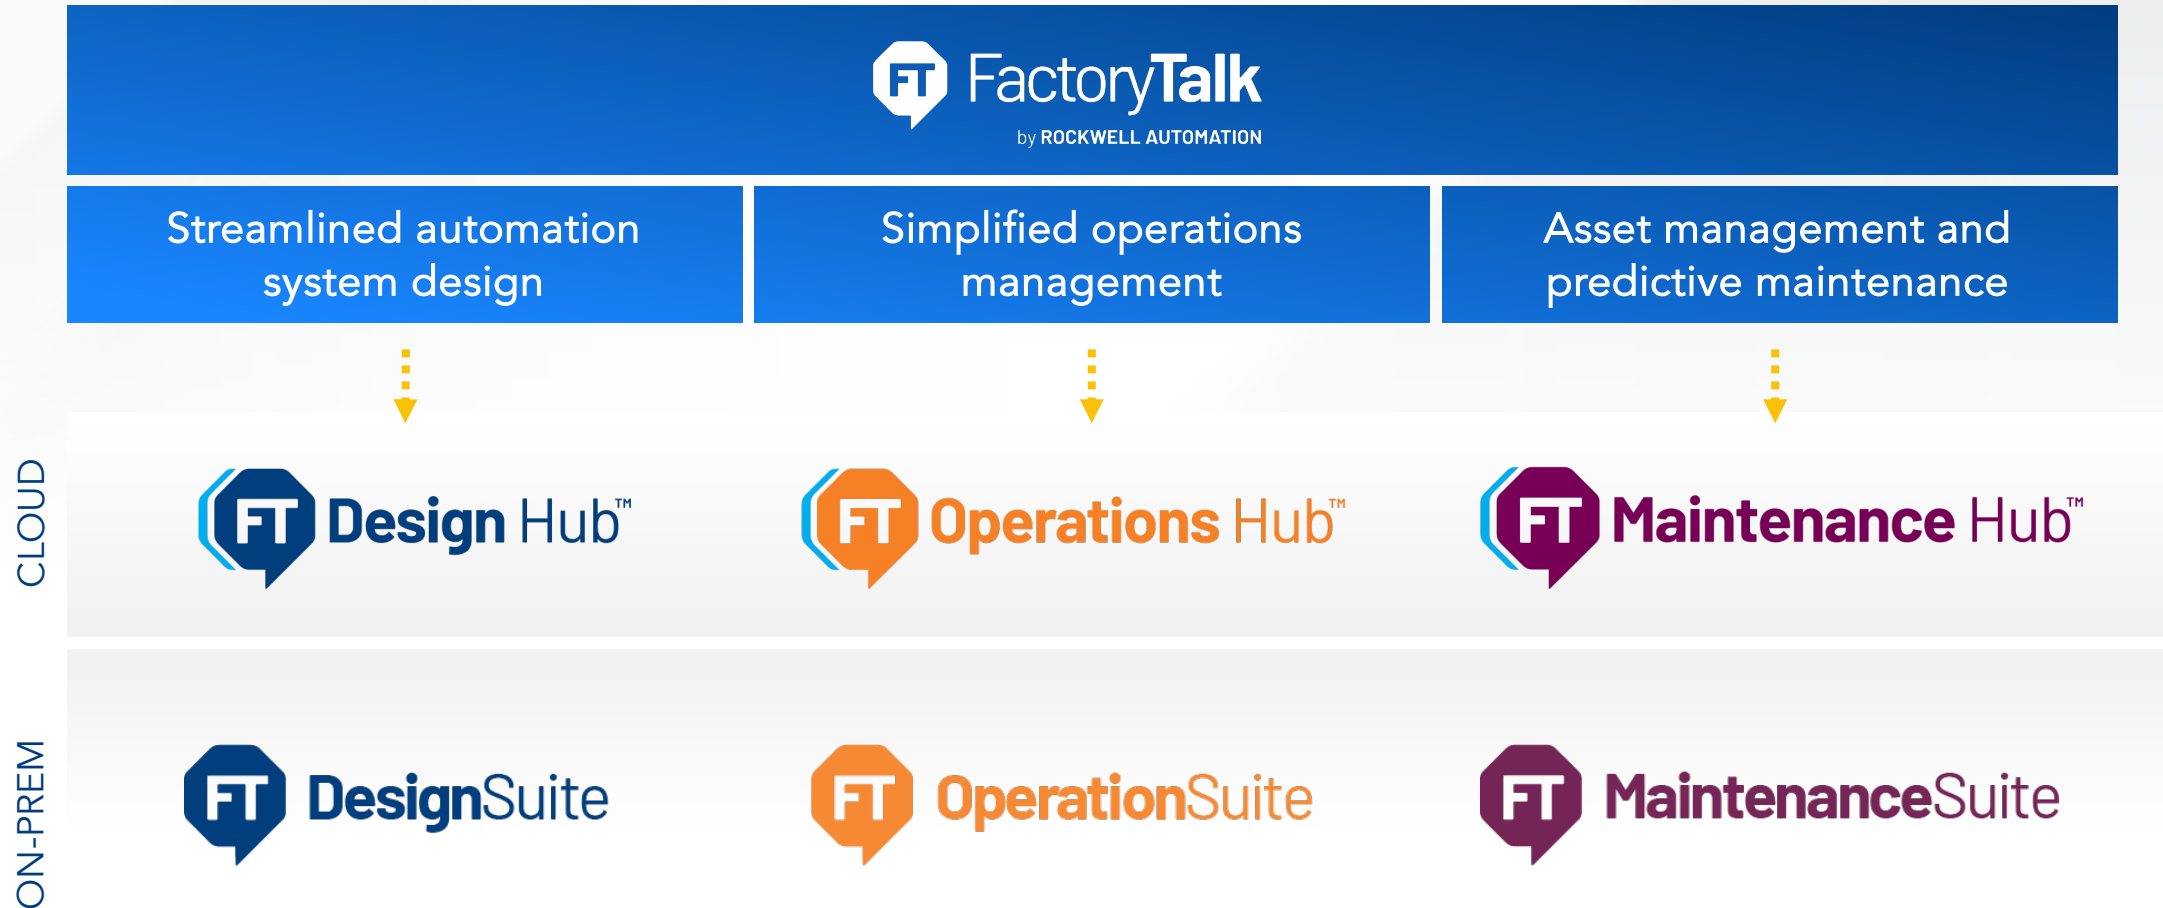 FT FactoryTalk
by ROCKWELL AUTOMATION
Streamlined automation
system design
Simplified operations
management
Asset management and
predictive maintenance
CLOUD
FT Design Hub™
FT Operations Hub™
FT Maintenance Hub™
ON-PREM
FT DesignSuite
FT OperationSuite
FT MaintenanceSuite